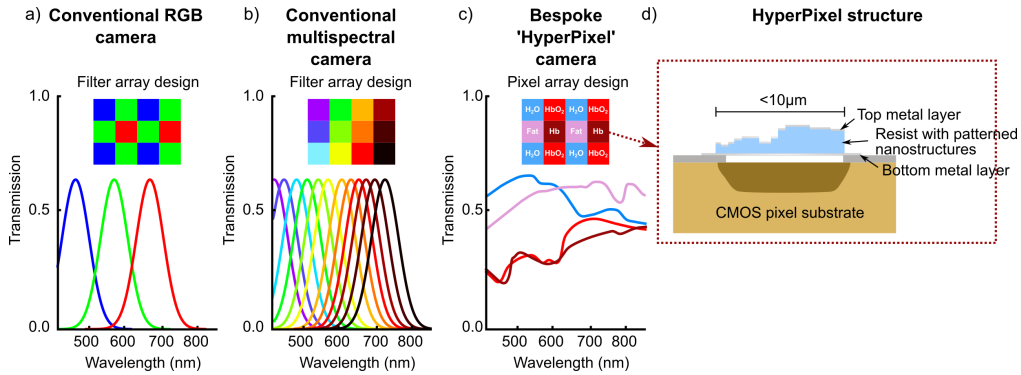 a) Conventional RGB
camera
Filter array design
1.0
0.5
0.0
Transmission
500 600 700 800
Wavelength (nm)
b) Conventional
multispectral
camera
Filter array design
1.0
0.5
0.0
Transmission
500 600 700 800
Wavelength (nm)
c) Bespoke
'HyperPixel'
camera
Pixel array design
H₂O HbO₂ H₂O HbO₂
Fat Hb Fat Hb
H₂O HbO₂ H₂O HbO₂
1.0
0.5
0.0
Transmission
500 600 700 800
Wavelength (nm)
d) HyperPixel structure
<10μm
Top metal layer
Resist with patterned
nanostructures
Bottom metal layer
CMOS pixel substrate